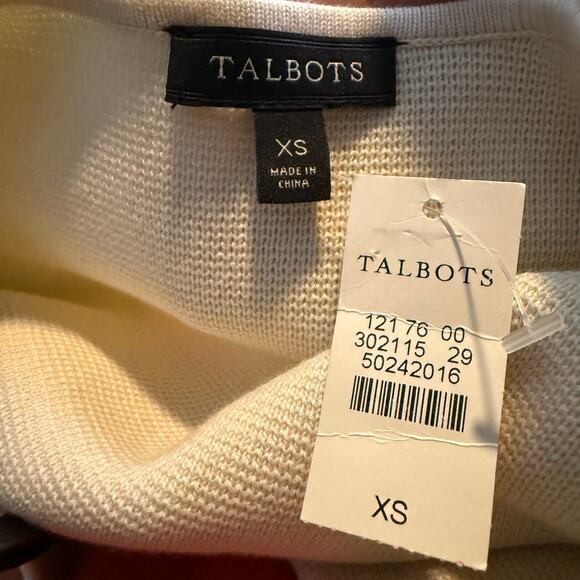 TALBOTS
XS
MADE IN
CHINA
TALBOTS
121 76 00
302115 29
50242016
XS